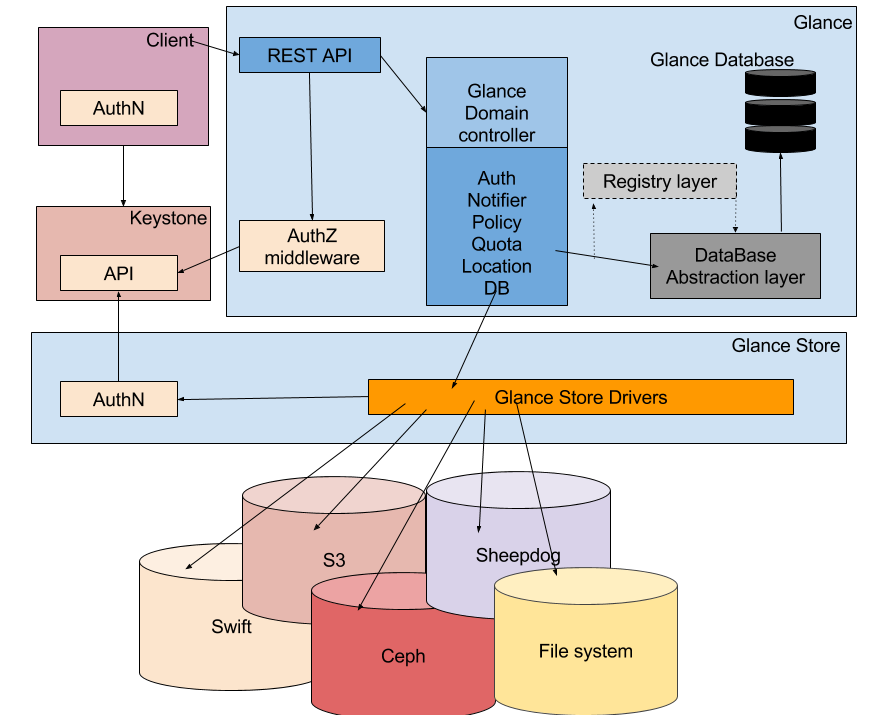 Client
AuthN
Glance
REST API
Glance Database
Glance
Domain
controller
Auth
Notifier
Policy
Quota
Location
DB
Registry layer
AuthZ
middleware
DataBase
Abstraction layer
Keystone
API
Glance Store
AuthN
Glance Store Drivers
S3
Sheepdog
Swift
Ceph
File system